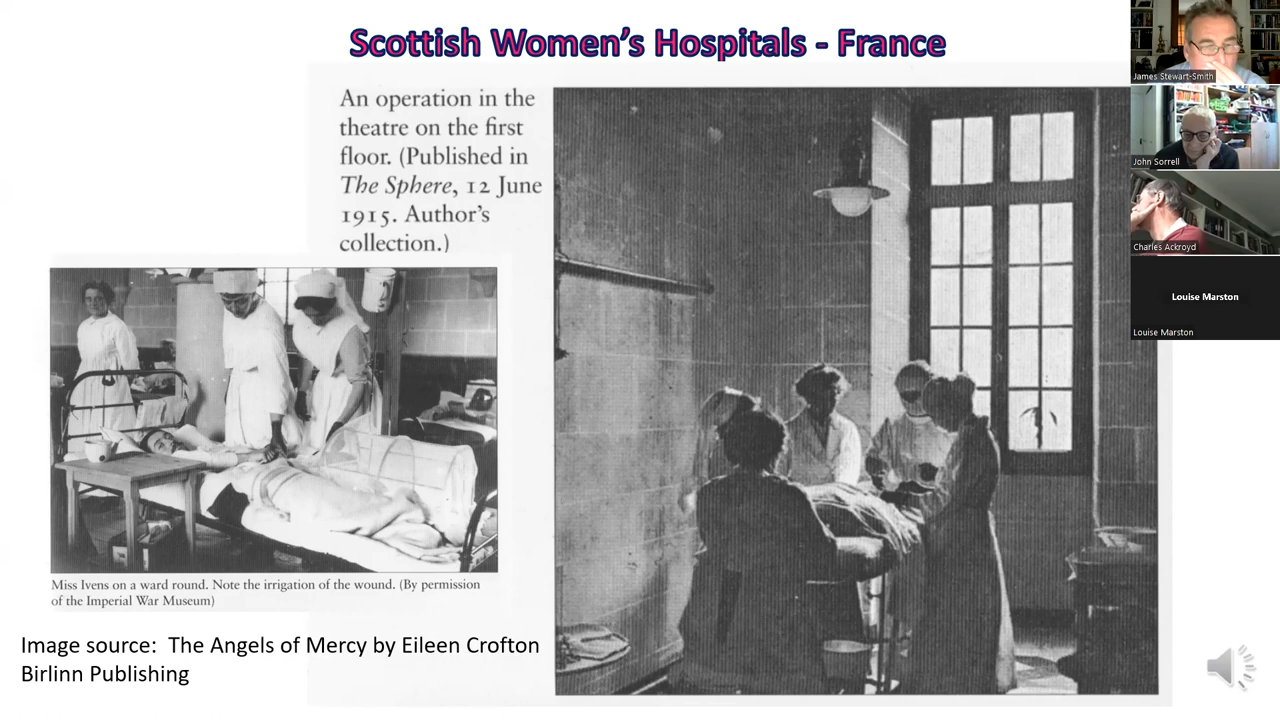 Scottish Women’s Hospitals - France
An operation in the
theatre on the first
floor. (Published in
The Sphere, 12 June
1915. Author’s
collection.)
Miss Ivens on a ward round. Note the irrigation of the wound. (By permission
of the Imperial War Museum)
Image source:  The Angels of Mercy by Eileen Crofton
Birlinn Publishing
James Stewart-Smith
John Sorrell
Charles Ackroyd
Louise Marston
Louise Marston